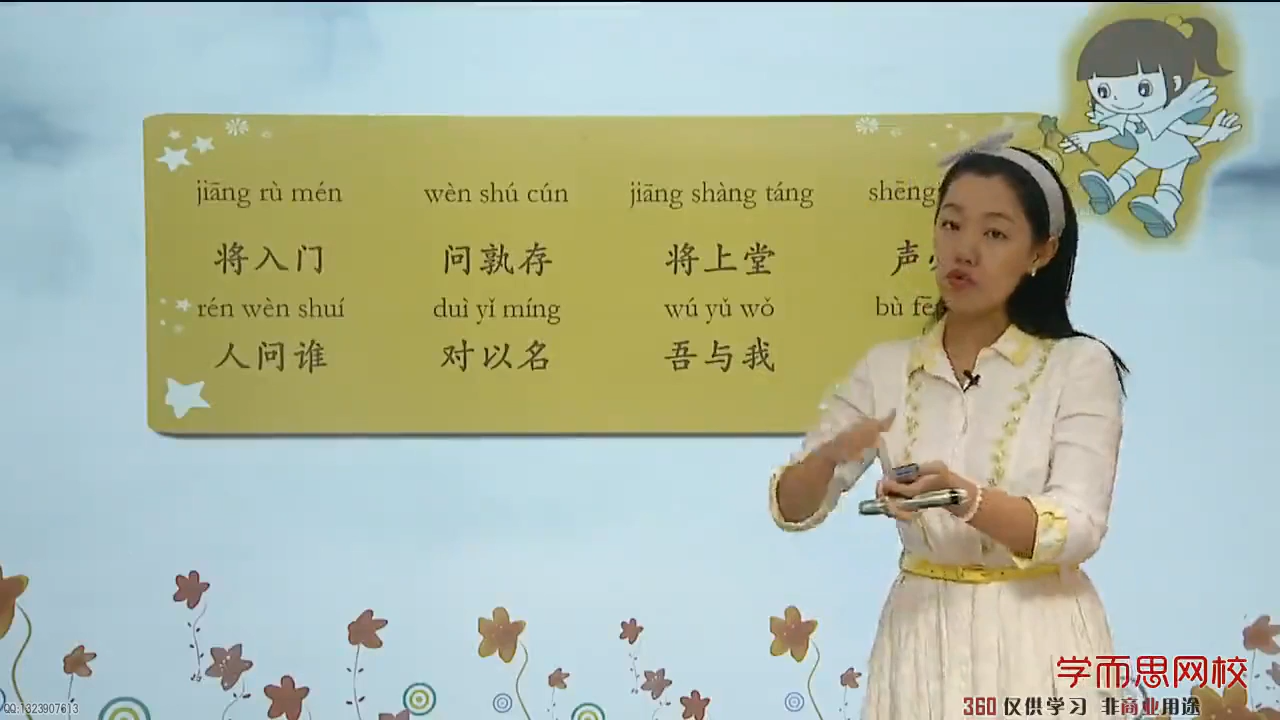 jiāng rù mén wèn shú cún jiāng shàng táng shēng
将入门 问孰存 将上堂 声
rén wèn shuí duì yǐ míng wú yǔ wǒ bù
人问谁 对以名 吾与我
学而思网校
360 仅供学习 非商业用途
QQ:1323907613